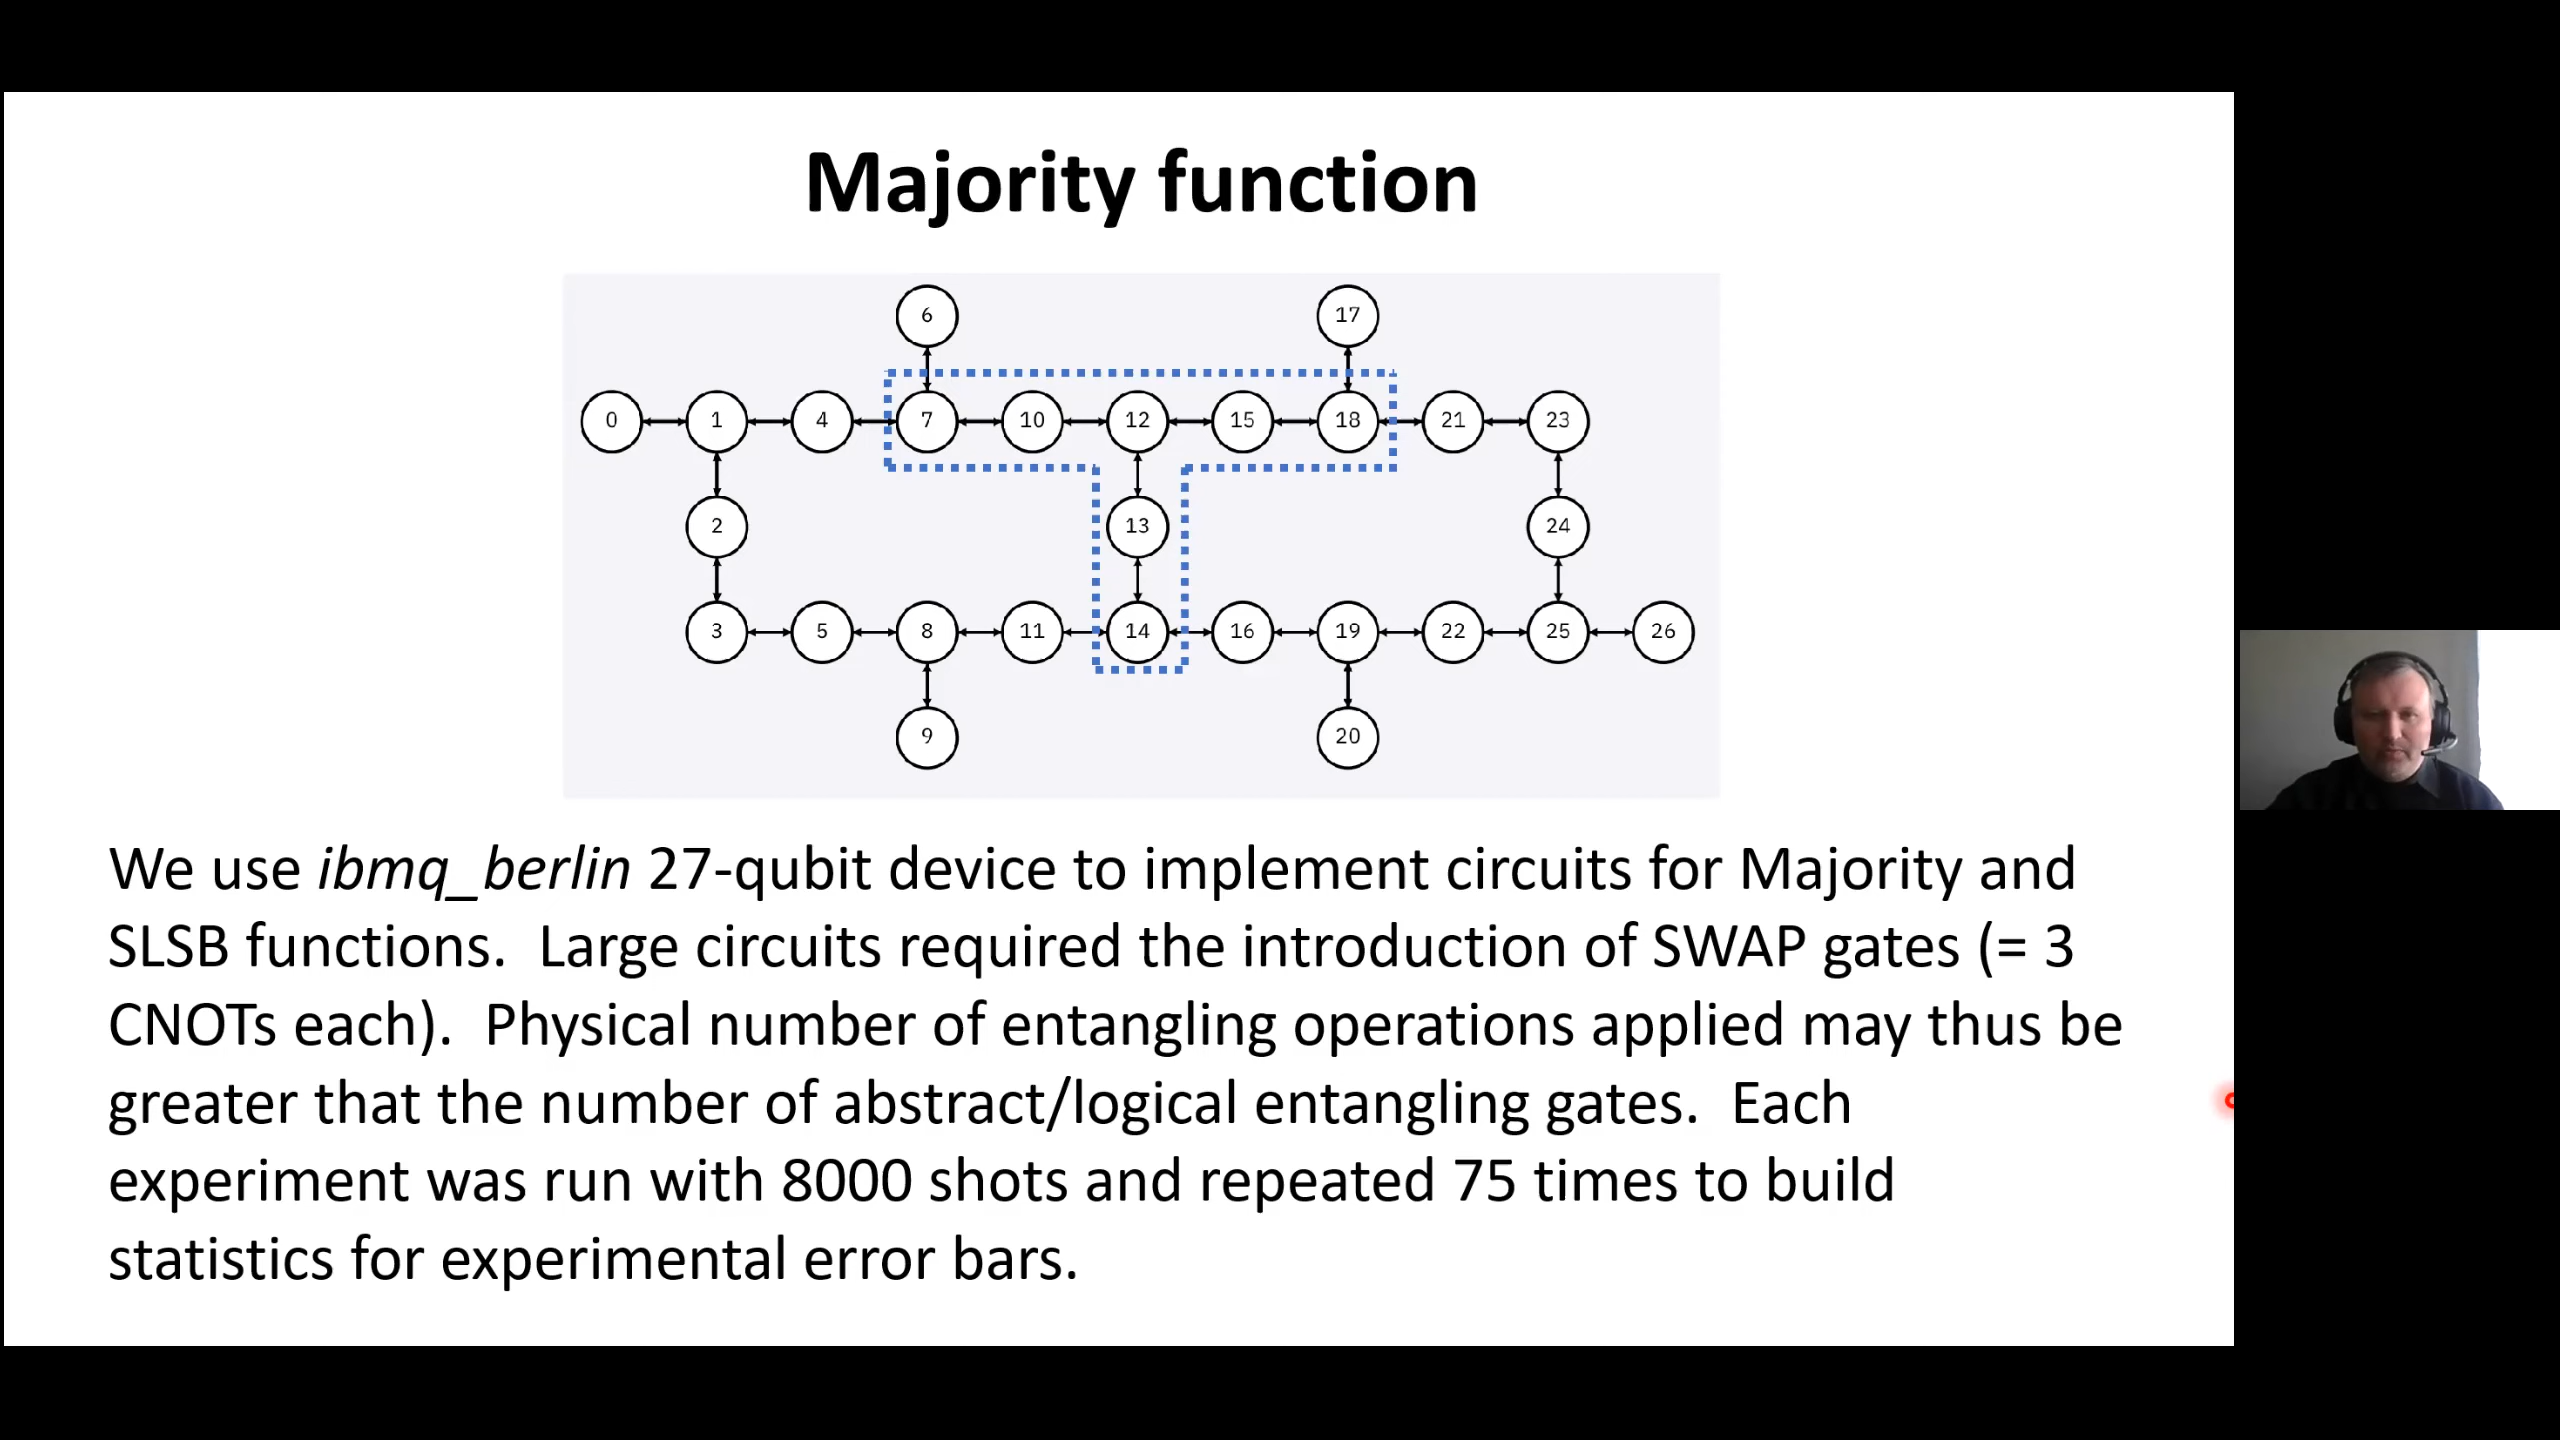 Majority function
6 17
0 1 4 7 10 12 15 18 21 23
2 13 24
3 5 8 11 14 16 19 22 25 26
9 20
We use ibmq_berlin 27-qubit device to implement circuits for Majority and
SLSB functions. Large circuits required the introduction of SWAP gates (= 3
CNOTs each). Physical number of entangling operations applied may thus be
greater that the number of abstract/logical entangling gates. Each
experiment was run with 8000 shots and repeated 75 times to build
statistics for experimental error bars.